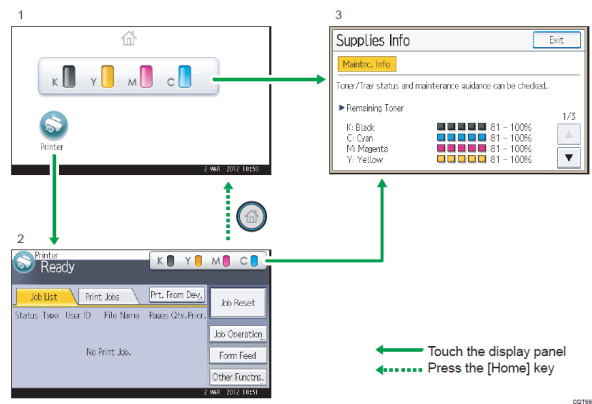 1
K Y M C
Printer
2 MAR 2012 10:50
3
Supplies Info
Exit
Maintnc. Info
Toner/Tray status and maintenance guidance can be checked.
►Remaining Toner
K: Black 81 - 100%
C: Cyan 81 - 100%
M: Magenta 81 - 100%
Y: Yellow 81 - 100%
1/3
▲
▼
2
Printer
Ready
K Y M C
Job List
Print Jobs
Prt. From Dev.
Job Reset
Status Type User ID File Name Pages Qty. Prior.
No Print Job.
Job Operation
Form Feed
Other Functns.
2 MAR 2012 10:51
Touch the display panel
Press the [Home] key
CQT66